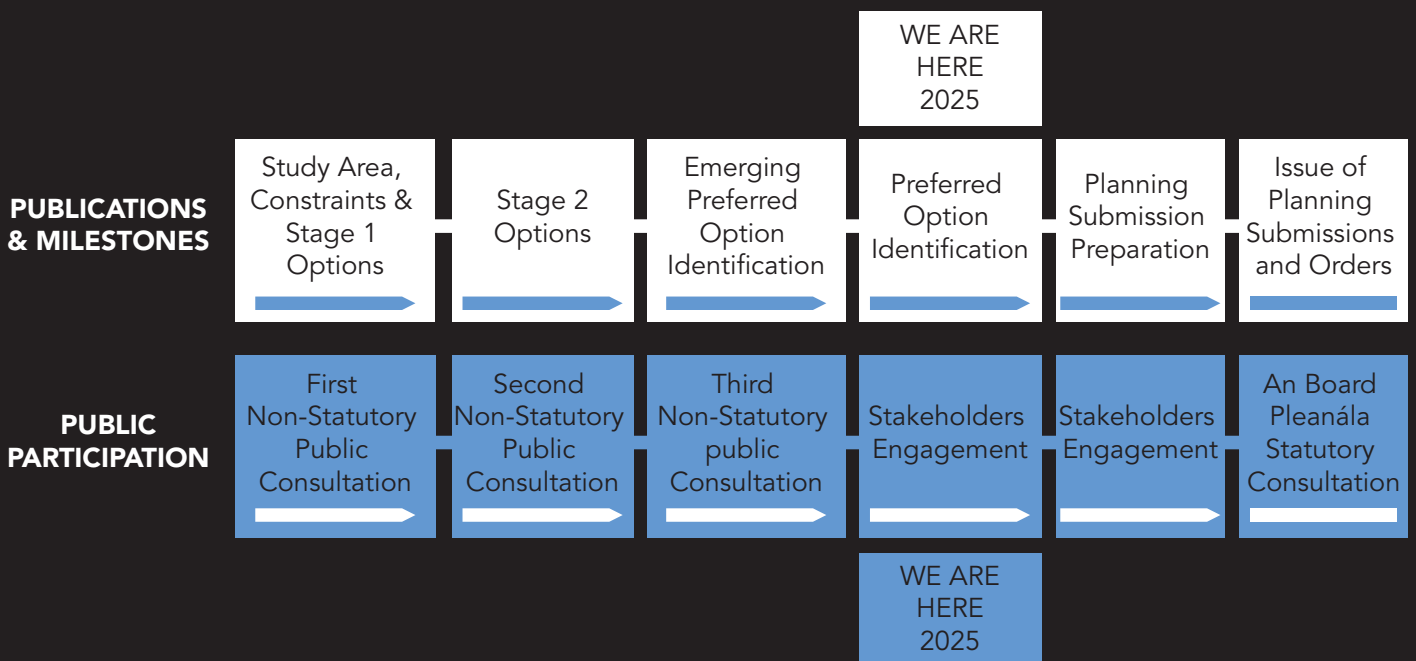 WE ARE
HERE
2025
PUBLICATIONS
& MILESTONES
Study Area,
Constraints &
Stage 1
Options
Stage 2
Options
Emerging
Preferred
Option
Identification
Preferred
Option
Identification
Planning
Submission
Preparation
Issue of
Planning
Submissions
and Orders
PUBLIC
PARTICIPATION
First
Non-Statutory
Public
Consultation
Second
Non-Statutory
Public
Consultation
Third
Non-Statutory
public
Consultation
Stakeholders
Engagement
Stakeholders
Engagement
An Board
Pleanála
Statutory
Consultation
WE ARE
HERE
2025